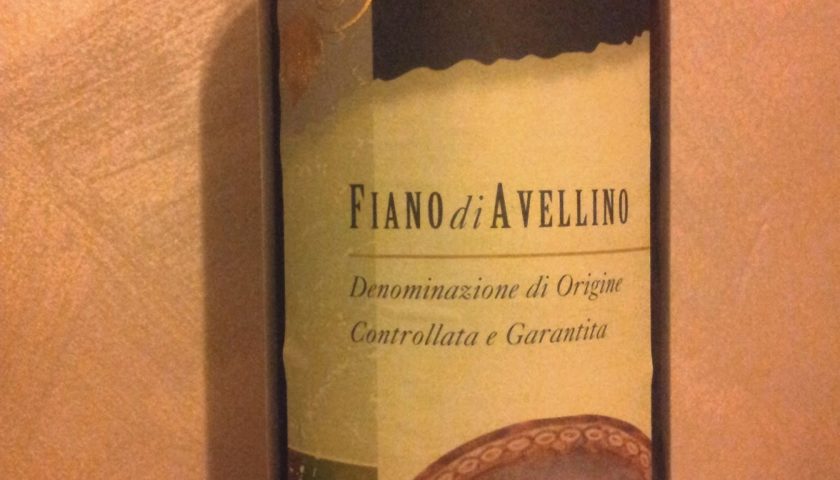 FIANO di AVELLINO
Denominazione di Origine
Controllata e Garantita